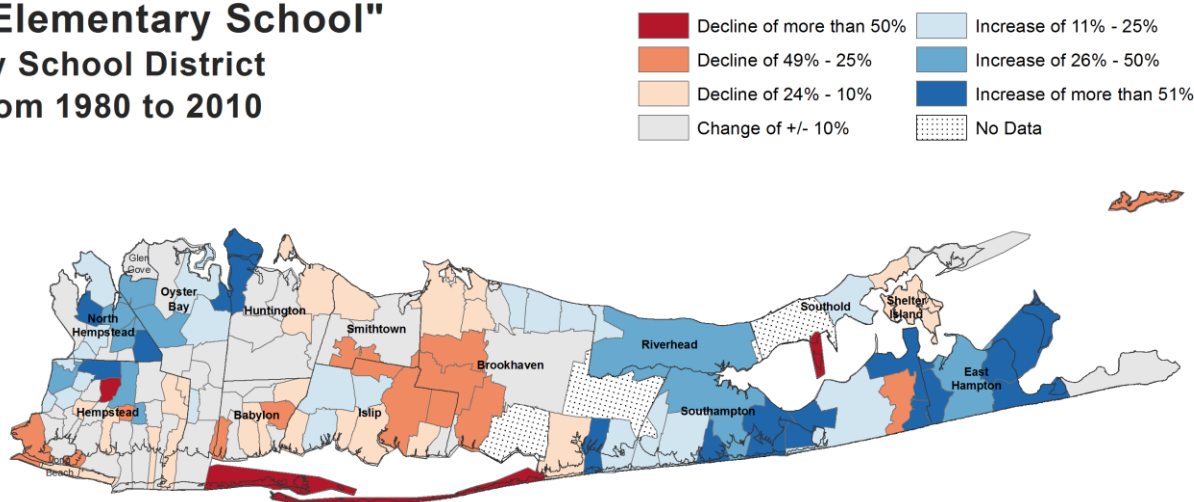 Elementary School"
y School District
om 1980 to 2010
Decline of more than 50%
Decline of 49% - 25%
Decline of 24% - 10%
Change of +/- 10%
Increase of 11% - 25%
Increase of 26% - 50%
Increase of more than 51%
No Data
Glen
Cove
Oyster
Bay
North
Hempstead
Huntington
Smithtown
Brookhaven
Riverhead
Southold
Shelter
Island
East
Hampton
Southampton
Hempstead
Babylon
Islip
Long
Beach